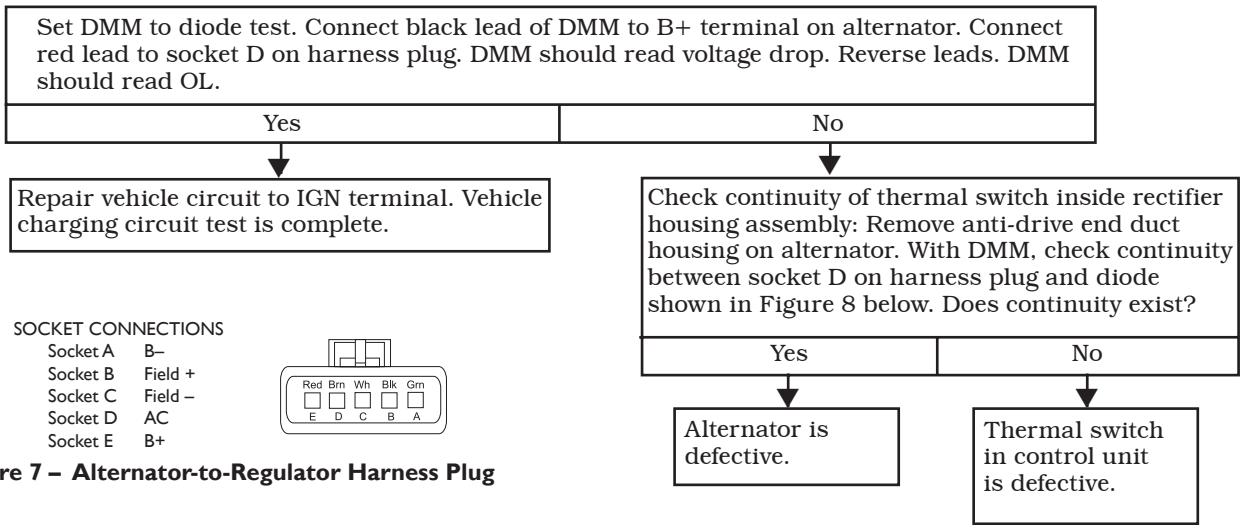 Set DMM to diode test. Connect black lead of DMM to B+ terminal on alternator. Connect
red lead to socket D on harness plug. DMM should read voltage drop. Reverse leads. DMM
should read OL.
Yes
No
Repair vehicle circuit to IGN terminal. Vehicle
charging circuit test is complete.
Check continuity of thermal switch inside rectifier
housing assembly: Remove anti-drive end duct
housing on alternator. With DMM, check continuity
between socket D on harness plug and diode
shown in Figure 8 below. Does continuity exist?
Yes
No
Alternator is
defective.
Thermal switch
in control unit
is defective.
SOCKET CONNECTIONS
Socket A B–
Socket B Field +
Socket C Field –
Socket D AC
Socket E B+
Red Brn Wh Blk Grn
E D C B A
re 7 – Alternator-to-Regulator Harness Plug